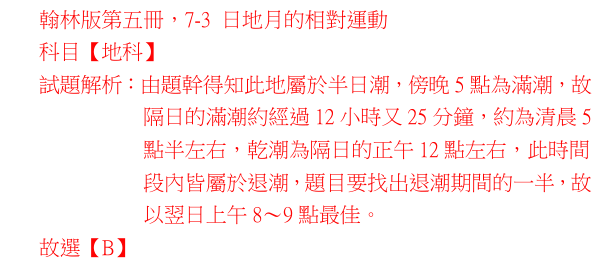 翰林版第五冊，7-3 日地月的相對運動
科目【地科】
試題解析：由題幹得知此地屬於半日潮，傍晚 5 點為滿潮，故
隔日的滿潮約經過 12 小時又 25 分鐘，約為清晨 5
點半左右，乾潮為隔日的正午 12 點左右，此時間
段內皆屬於退潮，題目要找出退潮期間的一半，故
以翌日上午 8～9 點最佳。
故選【B】